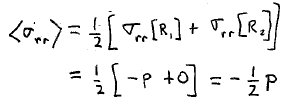 ⟨σrr⟩ = 1/2 [ σrr[R1] + σrr[R2] ]
= 1/2 [ -p + 0 ] = - 1/2 p